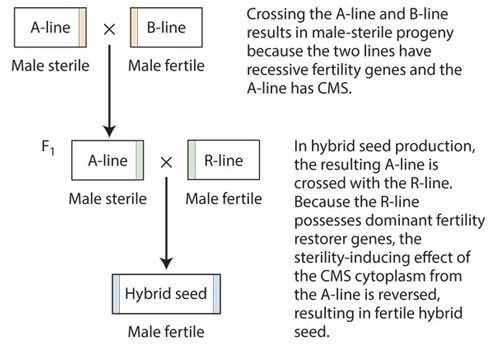 A-line × B-line
Male sterile Male fertile
Crossing the A-line and B-line
results in male-sterile progeny
because the two lines have
recessive fertility genes and the
A-line has CMS.
F1
A-line × R-line
Male sterile Male fertile
In hybrid seed production,
the resulting A-line is
crossed with the R-line.
Because the R-line
possesses dominant fertility
restorer genes, the
sterility-inducing effect of
the CMS cytoplasm from
the A-line is reversed,
resulting in fertile hybrid
seed.
Hybrid seed
Male fertile